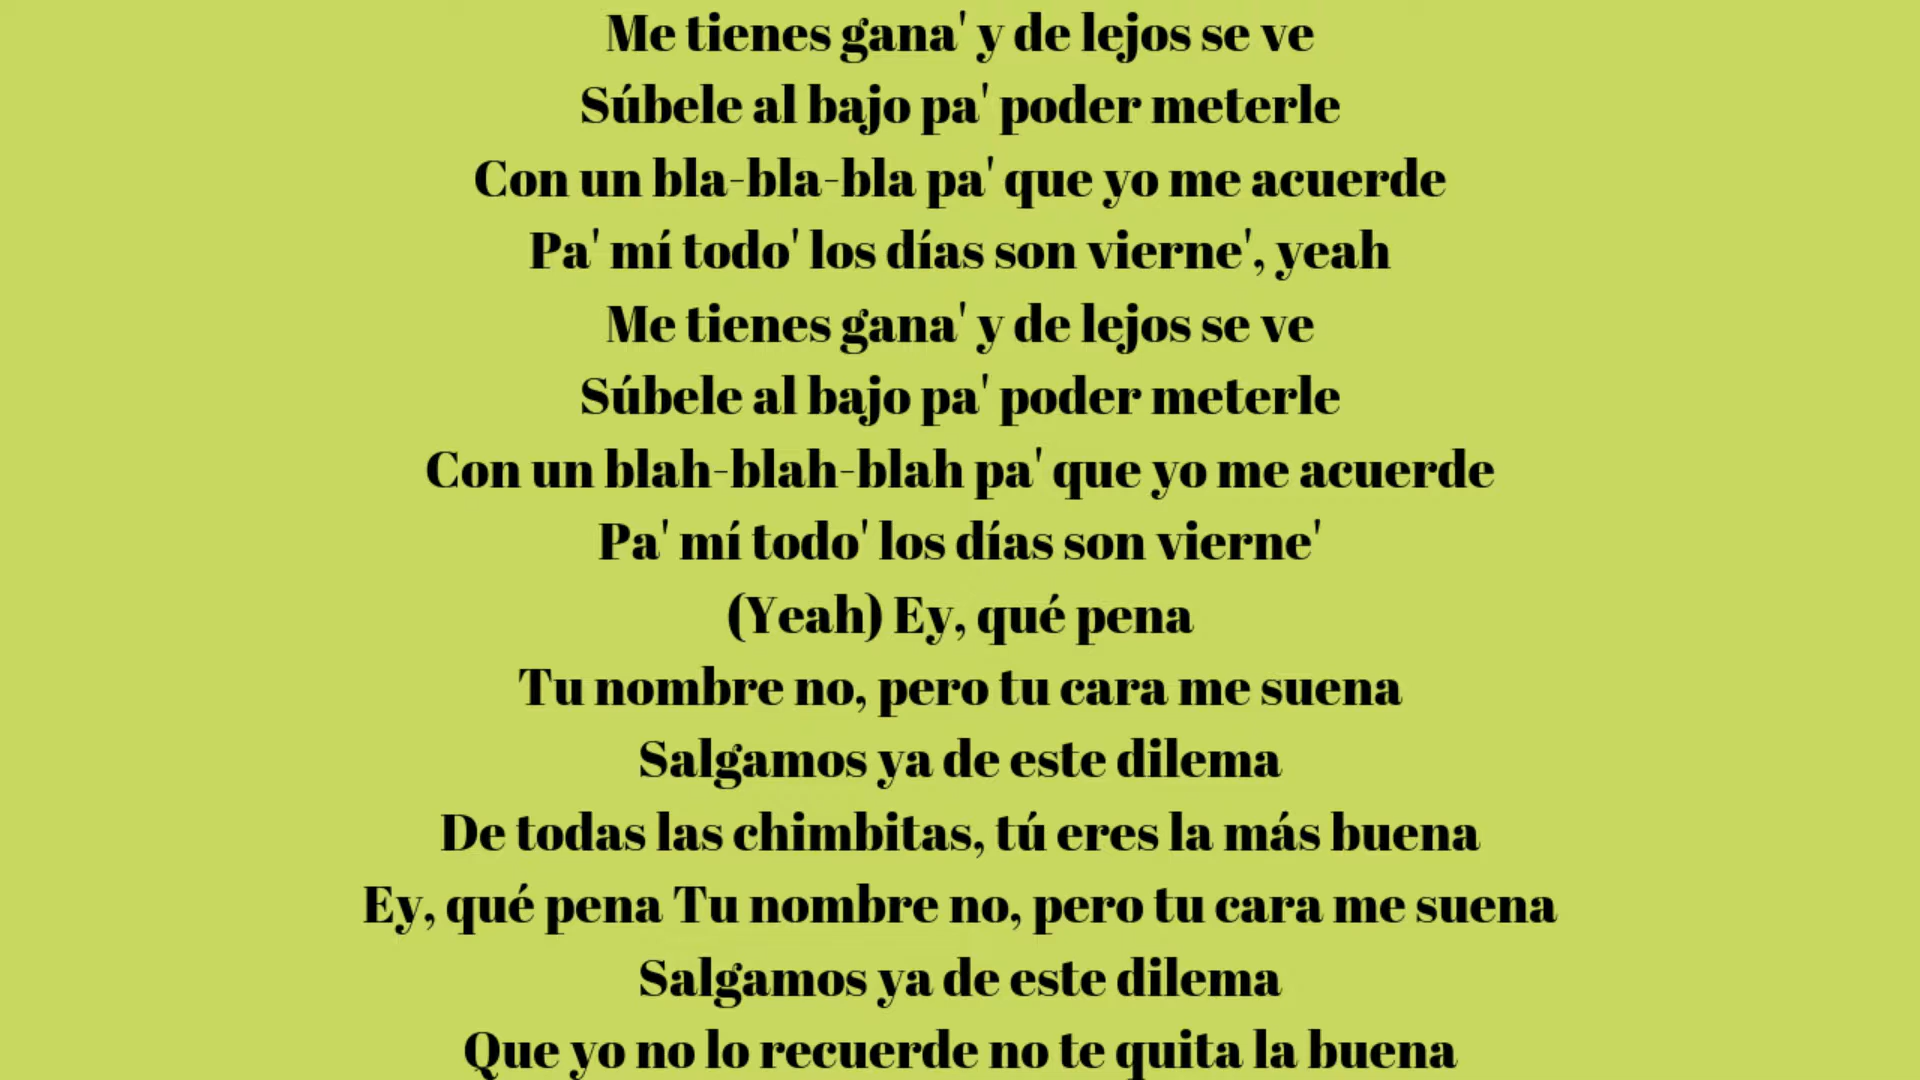 Me tienes gana' y de lejos se ve
Súbele al bajo pa' poder meterle
Con un bla-bla-bla pa' que yo me acuerde
Pa' mí todo' los días son vierne', yeah
Me tienes gana' y de lejos se ve
Súbele al bajo pa' poder meterle
Con un blah-blah-blah pa' que yo me acuerde
Pa' mí todo' los días son vierne'
(Yeah) Ey, qué pena
Tu nombre no, pero tu cara me suena
Salgamos ya de este dilema
De todas las chimbitas, tú eres la más buena
Ey, qué pena Tu nombre no, pero tu cara me suena
Salgamos ya de este dilema
Que yo no lo recuerde no te quita la buena